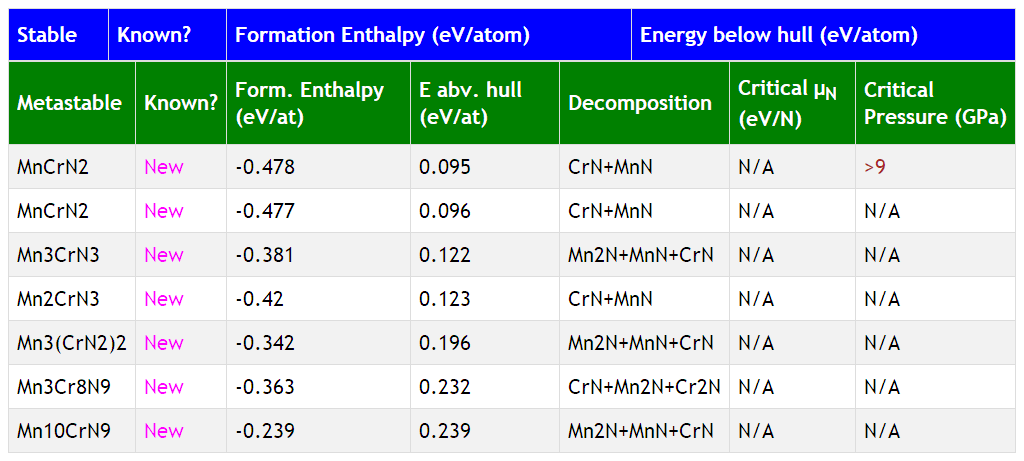 Stable Known? Formation Enthalpy (eV/atom) Energy below hull (eV/atom)
Metastable Known? Form. Enthalpy (eV/at) E abv. hull (eV/at) Decomposition Critical μN (eV/N) Critical Pressure (GPa)
MnCrN2 New -0.478 0.095 CrN+MnN N/A >9
MnCrN2 New -0.477 0.096 CrN+MnN N/A N/A
Mn3CrN3 New -0.381 0.122 Mn2N+MnN+CrN N/A N/A
Mn2CrN3 New -0.42 0.123 CrN+MnN N/A N/A
Mn3(CrN2)2 New -0.342 0.196 Mn2N+MnN+CrN N/A N/A
Mn3Cr8N9 New -0.363 0.232 CrN+Mn2N+Cr2N N/A N/A
Mn10CrN9 New -0.239 0.239 Mn2N+MnN+CrN N/A N/A